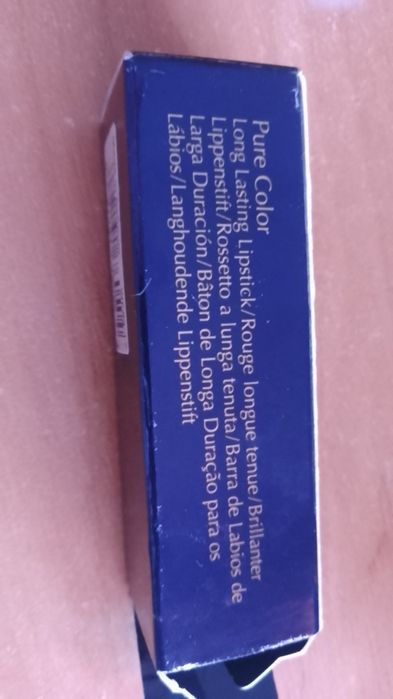 Pure Color
Long Lasting Lipstick/Rouge longue tenue/Brillanter
Lippenstift/Rossetto a lunga tenuta/Barra de Labios de
Larga Duración/Bâton de Longa Duração para os
Lábios/Langhoudende Lippenstift